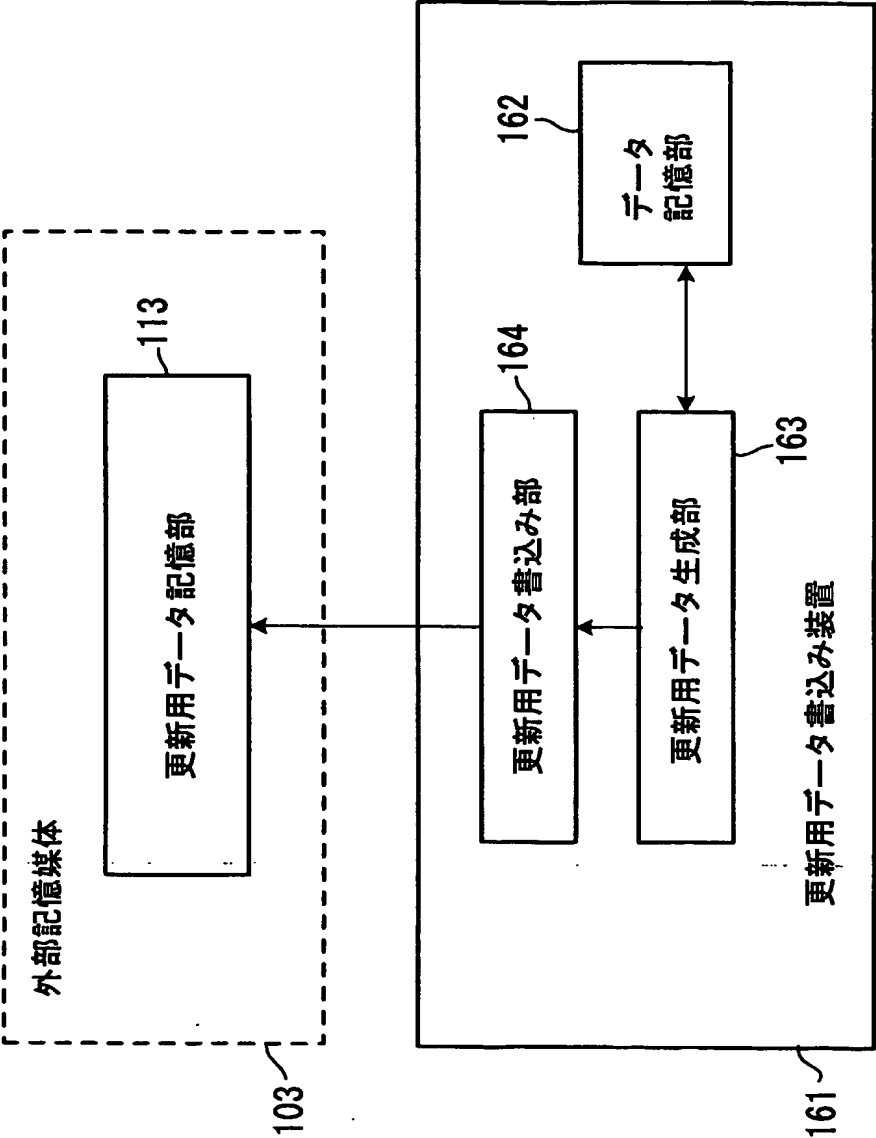 外部記憶媒体
103
更新用データ記憶部
113
更新用データ書込み部
164
更新用データ生成部
163
データ
記憶部
162
更新用データ書込み装置
161